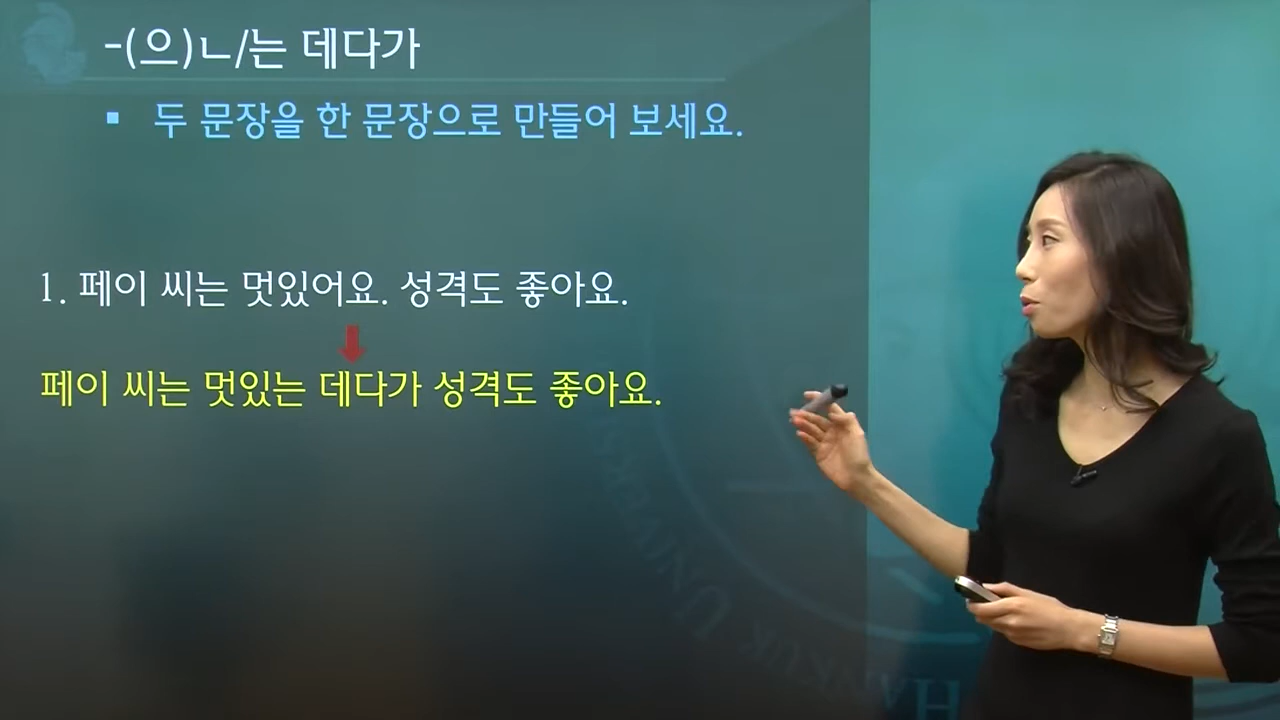 -(으)ㄴ/는 데다가
▪ 두 문장을 한 문장으로 만들어 보세요.
1. 페이 씨는 멋있어요. 성격도 좋아요.
페이 씨는 멋있는 데다가 성격도 좋아요.